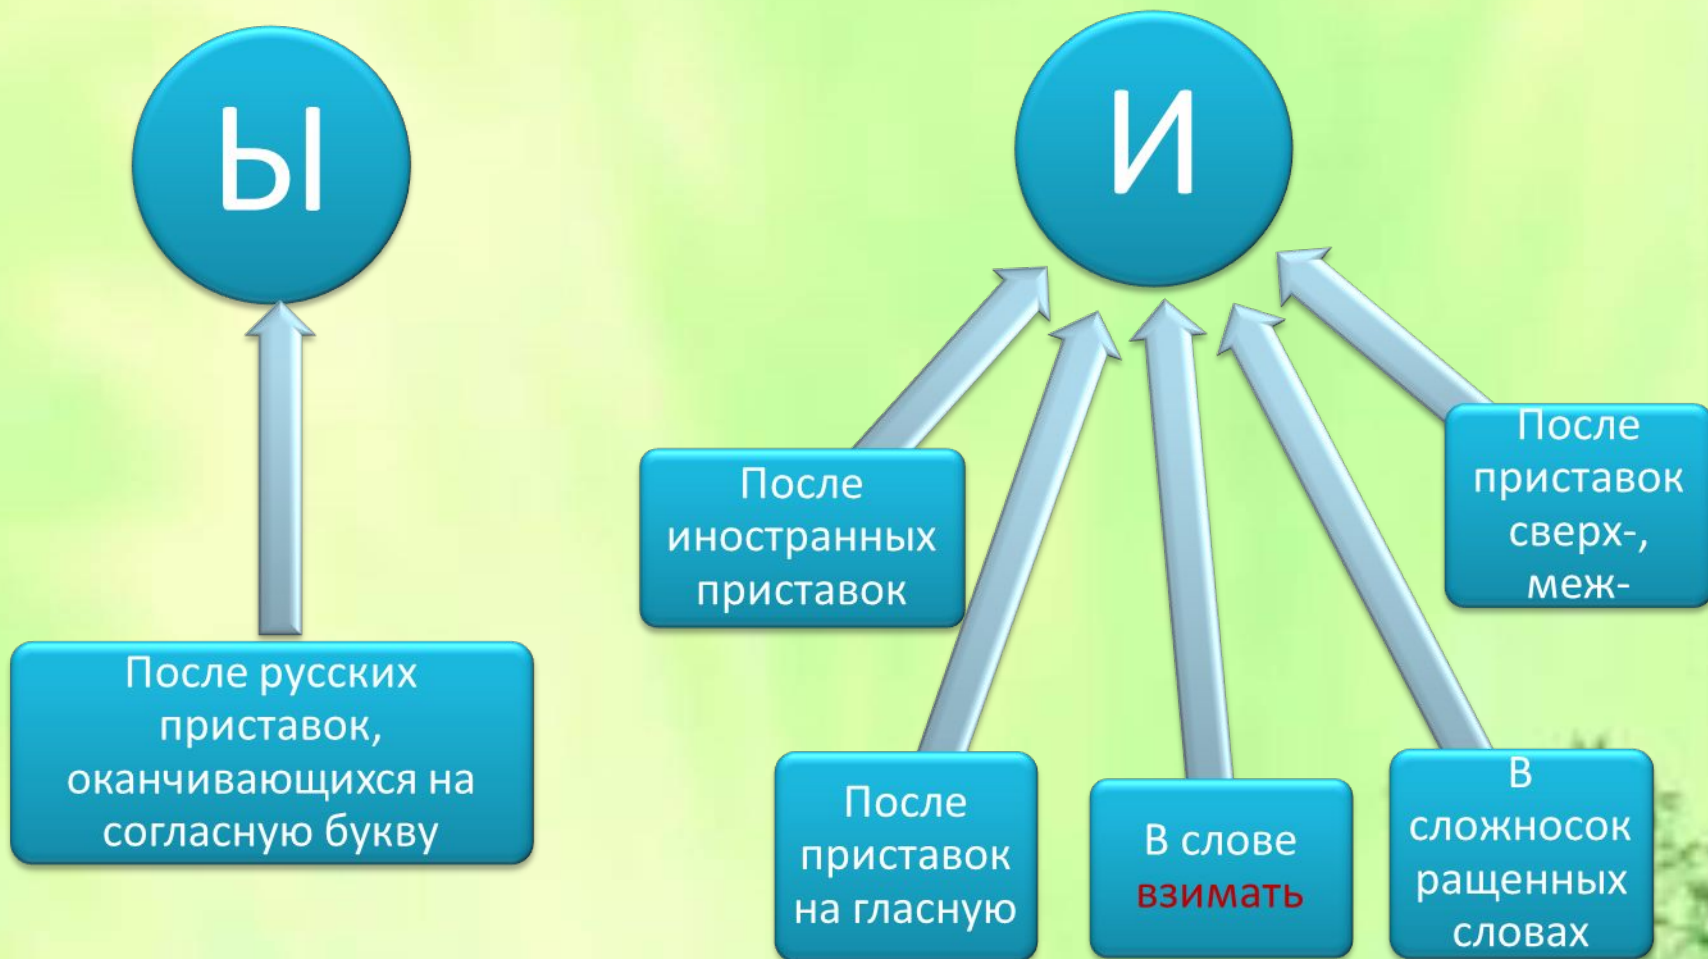 Ы
После русских
приставок,
оканчивающихся на
согласную букву
И
После
иностранных
приставок
После
приставок
на гласную
В слове
взимать
В
сложносок
ращенных
словах
После
приставок
сверх-,
меж-